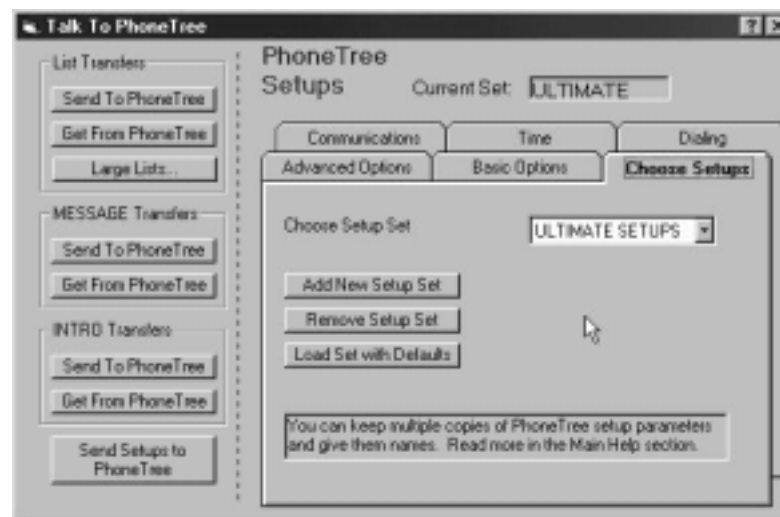 Talk To PhoneTree
List Transfers
Send To PhoneTree
Get From PhoneTree
Large Lists...
MESSAGE Transfers
Send To PhoneTree
Get From PhoneTree
INTRO Transfers
Send To PhoneTree
Get From PhoneTree
Send Setups to
PhoneTree
PhoneTree
Setups
Current Set: ULTIMATE
Communications Time Dialing
Advanced Options Basic Options Choose Setups
Choose Setup Set ULTIMATE SETUPS
Add New Setup Set
Remove Setup Set
Load Set with Defaults
You can keep multiple copies of PhoneTree setup parameters
and give them names. Read more in the Main Help section.